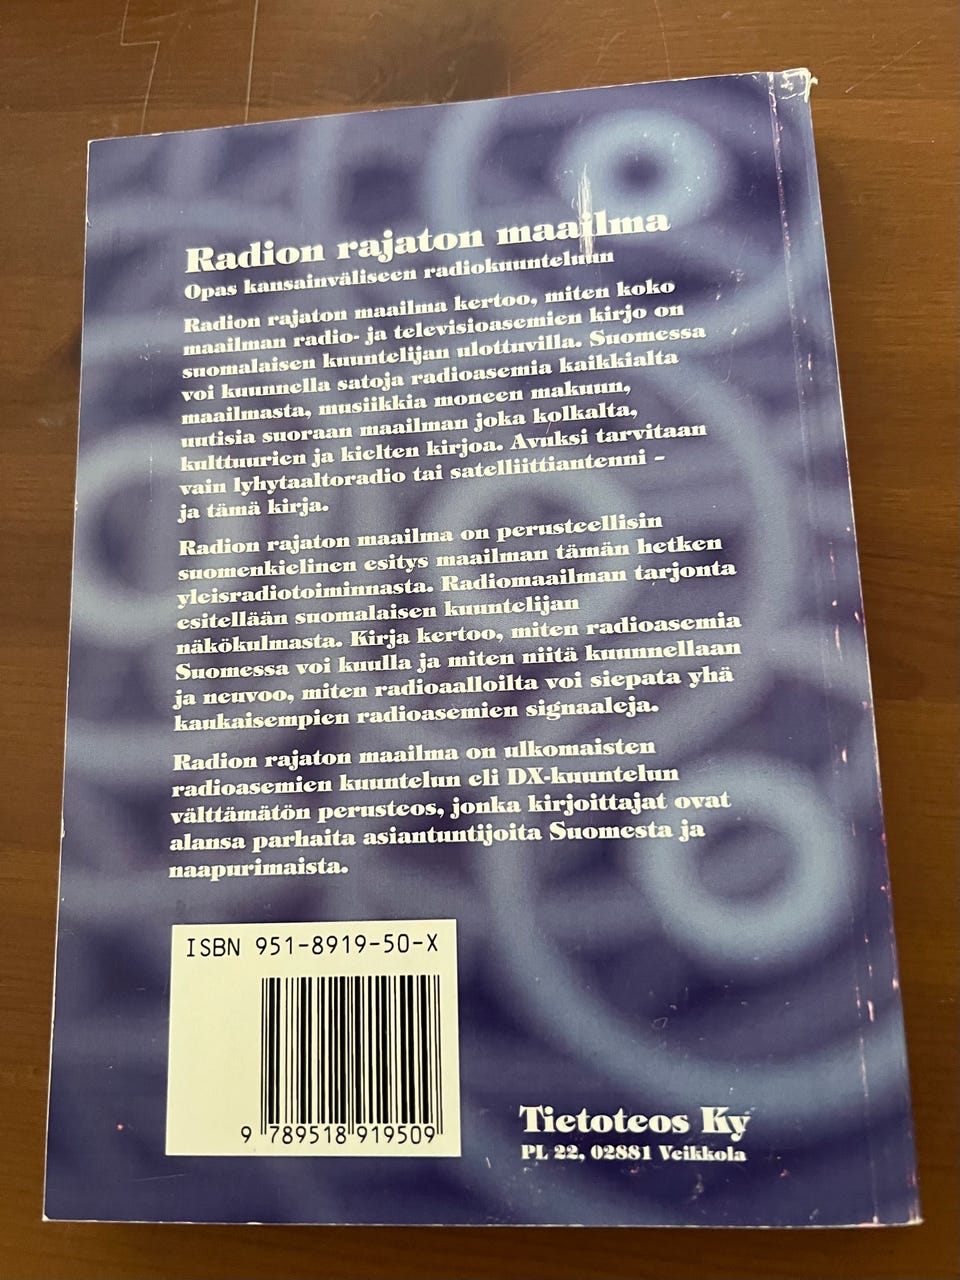 Radion rajaton maailma
Opas kansainväliseen radiokuunteluun
Radion rajaton maailma kertoo, miten koko
maailman radio- ja televisioasemien kirjo on
suomalaisen kuuntelijan ulottuvilla. Suomessa
voi kuunnella satoja radioasemia kaikkialta
maailmasta, musiikkia moneen makuun,
uutisia suoraan maailman joka kolkalta,
kulttuurien ja kielten kirjoa. Avuksi tarvitaan
vain lyhytaaltoradio tai satelliittiantenni –
ja tämä kirja.
Radion rajaton maailma on perusteellisin
suomenkielinen esitys maailman tämän hetken
yleisradiotoiminnasta. Radiomaailman tarjonta
esitellään suomalaisen kuuntelijan
näkökulmasta. Kirja kertoo, miten radioasemia
Suomessa voi kuulla ja miten niitä kuunnellaan
ja neuvoo, miten radioaalloilta voi siepata yhä
kaukaisempien radioasemien signaaleja.
Radion rajaton maailma on ulkomaisten
radioasemien kuuntelun eli DX-kuuntelun
välttämätön perusteos, jonka kirjoittajat ovat
alansa parhaita asiantuntijoita Suomesta ja
naapurimaista.
ISBN 951-8919-50-X
9 789518 919509
Tietoteos Ky
PL 22, 02881 Veikkola